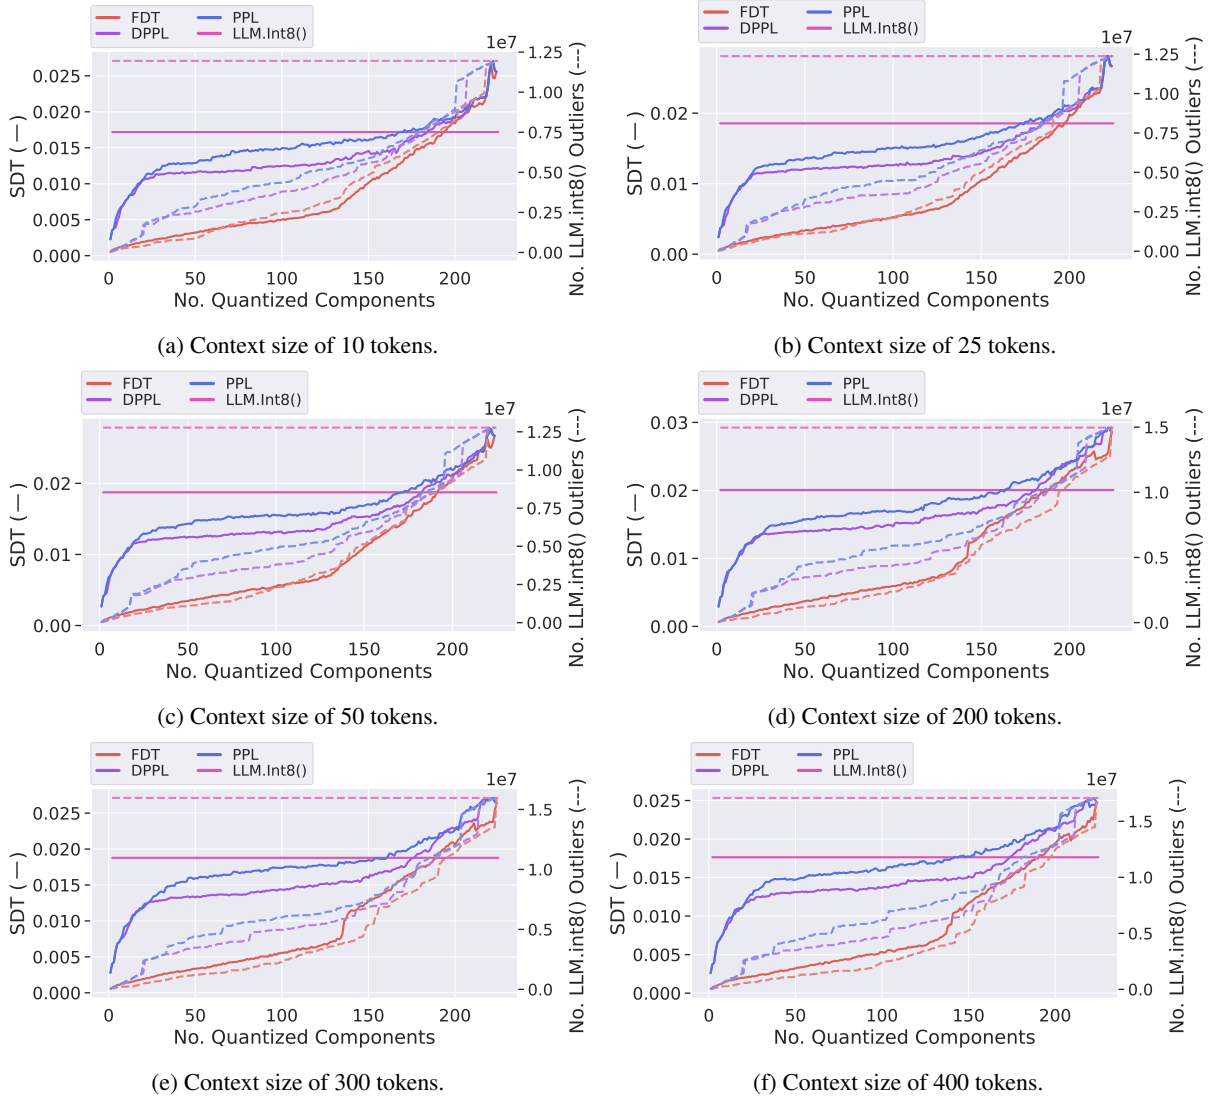 FDT PPL
DPPL LLM.Int8()
1e7
SDT ( — )
0.025
0.020
0.015
0.010
0.005
0.000
0 50 100 150 200
No. Quantized Components
1.25
1.00
0.75
0.50
0.25
0.00
No. LLM.int8() Outliers (---)
(a) Context size of 10 tokens.
FDT PPL
DPPL LLM.Int8()
1e7
SDT ( — )
0.02
0.01
0.00
0 50 100 150 200
No. Quantized Components
1.25
1.00
0.75
0.50
0.25
0.00
No. LLM.int8() Outliers (---)
(b) Context size of 25 tokens.
FDT PPL
DPPL LLM.Int8()
1e7
SDT ( — )
0.02
0.01
0.00
0 50 100 150 200
No. Quantized Components
1.25
1.00
0.75
0.50
0.25
0.00
No. LLM.int8() Outliers (---)
(c) Context size of 50 tokens.
FDT PPL
DPPL LLM.Int8()
1e7
SDT ( — )
0.03
0.02
0.01
0.00
0 50 100 150 200
No. Quantized Components
1.5
1.0
0.5
0.0
No. LLM.int8() Outliers (---)
(d) Context size of 200 tokens.
FDT PPL
DPPL LLM.Int8()
1e7
SDT ( — )
0.025
0.020
0.015
0.010
0.005
0.000
0 50 100 150 200
No. Quantized Components
1.5
1.0
0.5
0.0
No. LLM.int8() Outliers (---)
(e) Context size of 300 tokens.
FDT PPL
DPPL LLM.Int8()
1e7
SDT ( — )
0.025
0.020
0.015
0.010
0.005
0.000
0 50 100 150 200
No. Quantized Components
1.5
1.0
0.5
0.0
No. LLM.int8() Outliers (---)
(f) Context size of 400 tokens.